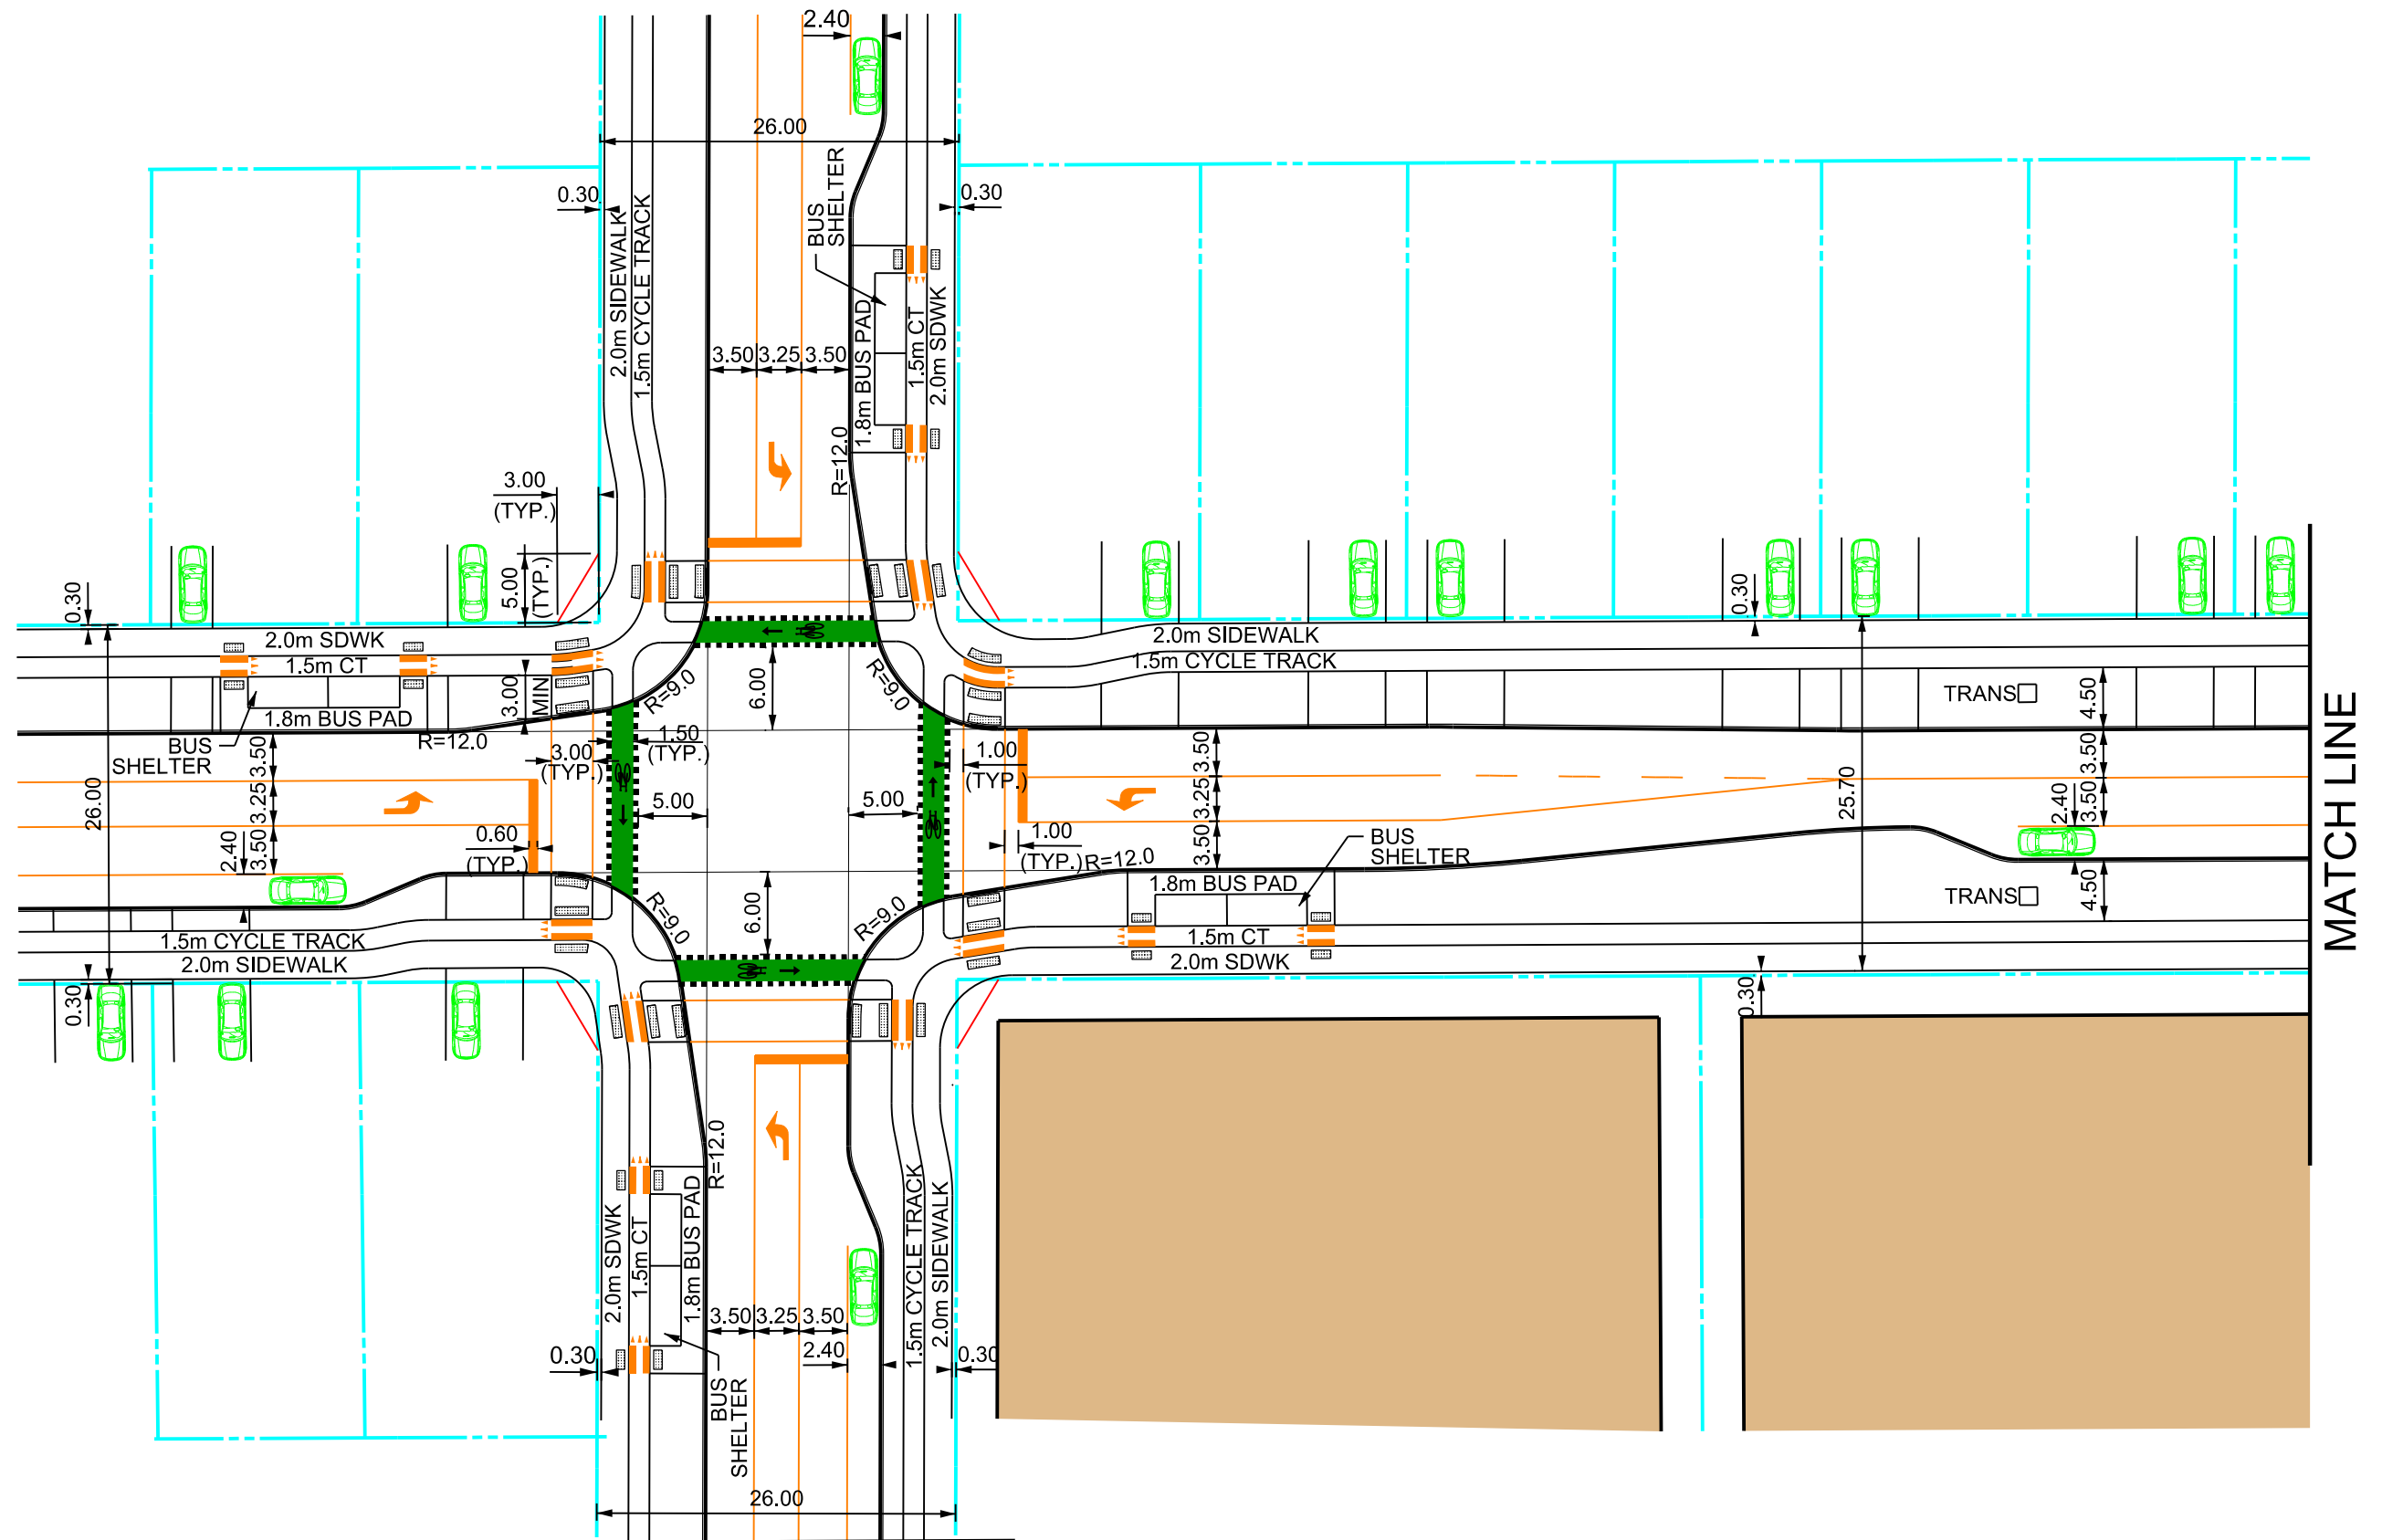 2.40
26.00
BUS
SHELTER
0.30
0.30
2.0m SIDEWALK
1.5m CYCLE TRACK
3.50
3.25
3.50
1.8m BUS PAD
1.5m CT
2.0m SDWK
R=12.0
3.00
(TYP.)
5.00
(TYP.)
0.30
0.30
2.0m SDWK
1.5m CT
3.00
MIN
1.8m BUS PAD
BUS
SHELTER
R=12.0
R=9.0
6.00
R=9.0
2.0m SIDEWALK
1.5m CYCLE TRACK
TRANS
4.50
MATCH LINE
3.50
3.00
(TYP.)
1.50
(TYP.)
1.00
(TYP.)
3.50
3.50
26.00
3.25
5.00
5.00
3.25
25.70
3.50
2.40
2.40
3.50
0.60
(TYP.)
1.00
(TYP.)
R=12.0
3.50
BUS
SHELTER
1.8m BUS PAD
TRANS
4.50
R=9.0
6.00
R=9.0
1.5m CYCLE TRACK
2.0m SIDEWALK
1.5m CT
2.0m SDWK
0.30
0.30
R=12.0
2.0m SDWK
1.5m CT
1.8m BUS PAD
1.5m CYCLE TRACK
2.0m SIDEWALK
3.50
3.25
3.50
2.40
0.30
0.30
BUS
SHELTER
26.00